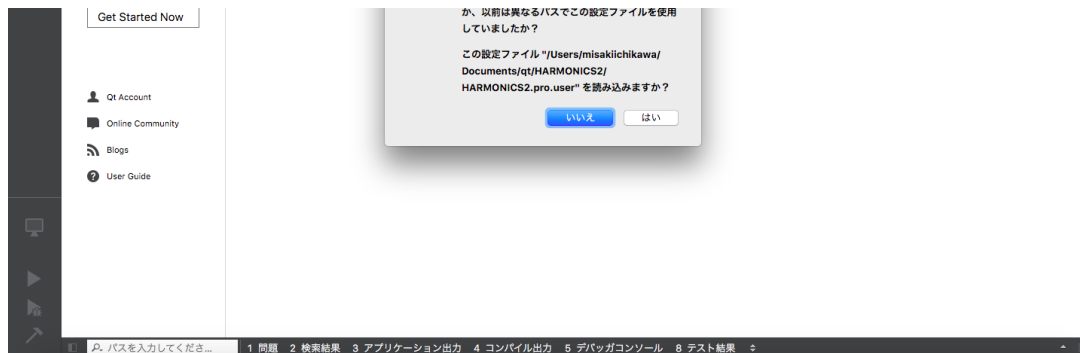 Get Started Now
か、以前は異なるパスでこの設定ファイルを使用
していましたか？
この設定ファイル "/Users/misakiichikawa/
Documents/qt/HARMONICS2/
HARMONICS2.pro.user" を読み込みますか？
いいえ
はい
Qt Account
Online Community
Blogs
User Guide
パスを入力してくださ...
1 問題 2 検索結果 3 アプリケーション出力 4 コンパイル出力 5 デバッガコンソール 8 テスト結果